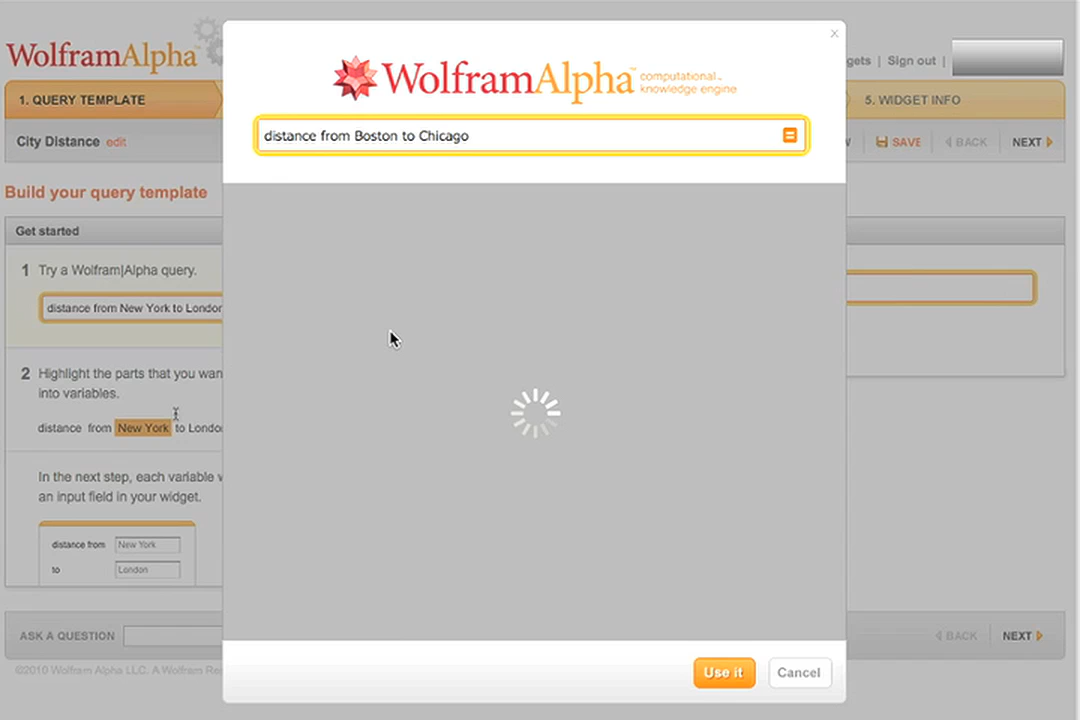 WolframAlpha™
gets | Sign out |
1. QUERY TEMPLATE
5. WIDGET INFO
City Distance edit
SAVE
BACK
NEXT
Build your query template
Get started
1 Try a Wolfram|Alpha query.
distance from New York to London
2 Highlight the parts that you wan
into variables.
distance from New York to Londo
In the next step, each variable
an input field in your widget.
distance from New York
to London
ASK A QUESTION
BACK
NEXT
©2010 Wolfram Alpha LLC. A Wolfram Re
x
WolframAlpha™ computational™
knowledge engine
distance from Boston to Chicago
=
Use it
Cancel